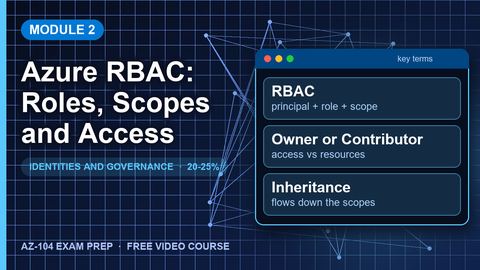 MODULE 2
Azure RBAC:
Roles, Scopes
and Access
IDENTITIES AND GOVERNANCE · 20-25%
AZ-104 EXAM PREP · FREE VIDEO COURSE
key terms
RBAC
principal + role + scope
Owner or Contributor
access vs resources
Inheritance
flows down the scopes